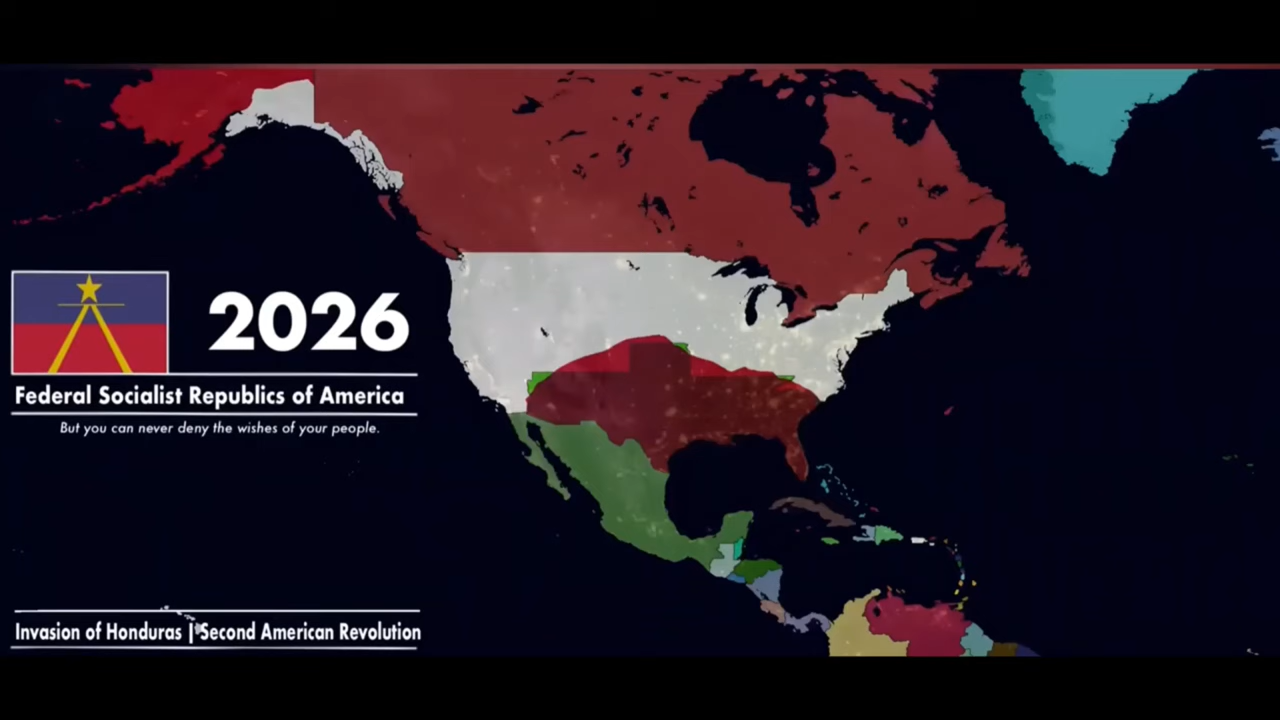 2026
Federal Socialist Republics of America
But you can never deny the wishes of your people.
Invasion of Honduras | Second American Revolution